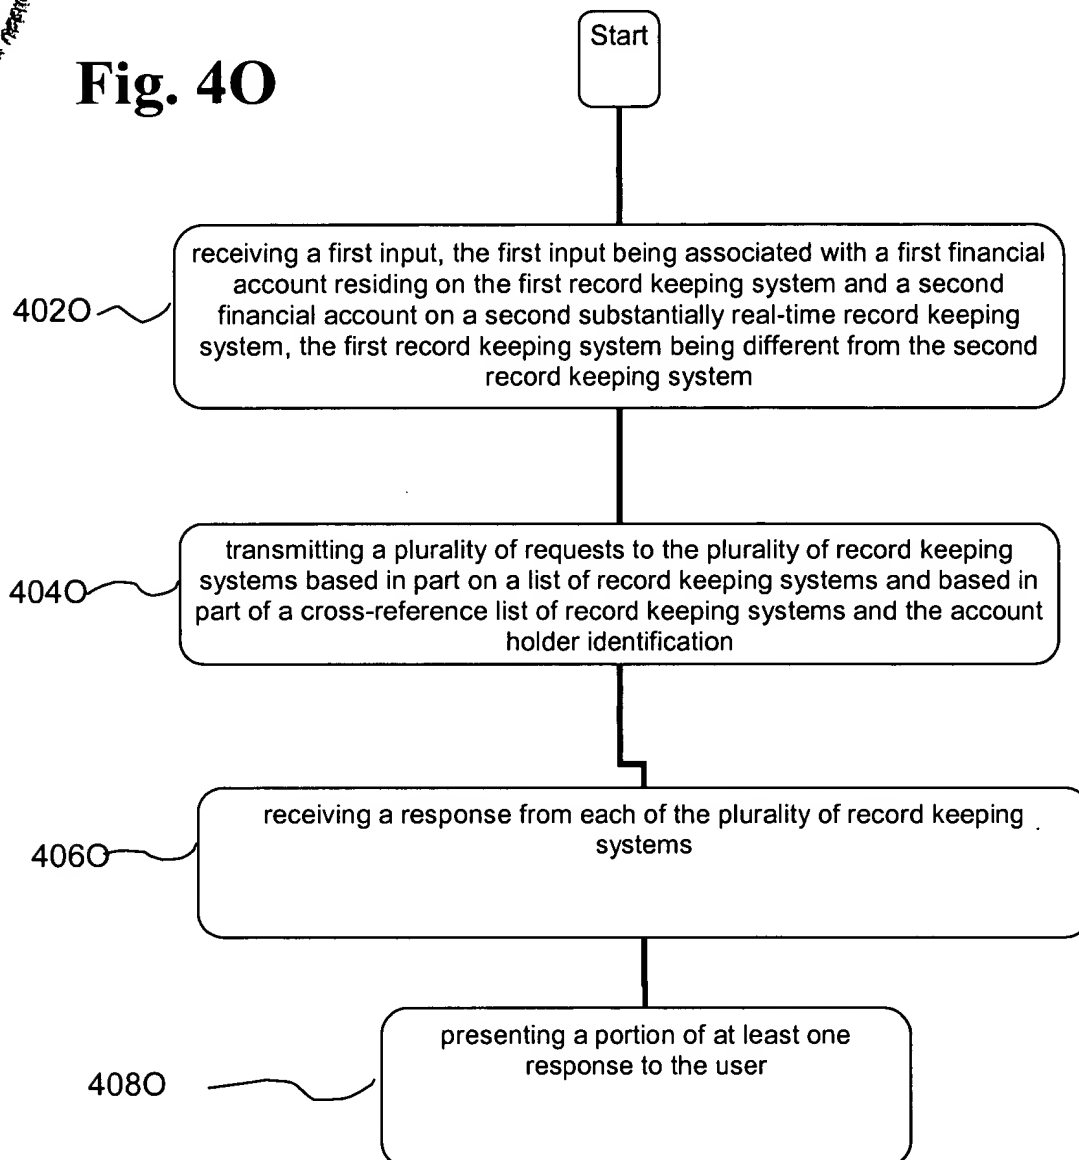 Fig. 4O
Start
receiving a first input, the first input being associated with a first financial
account residing on the first record keeping system and a second
financial account on a second substantially real-time record keeping
system, the first record keeping system being different from the second
record keeping system
402O
transmitting a plurality of requests to the plurality of record keeping
systems based in part on a list of record keeping systems and based in
part of a cross-reference list of record keeping systems and the account
holder identification
404O
receiving a response from each of the plurality of record keeping
systems
406O
presenting a portion of at least one
response to the user
408O